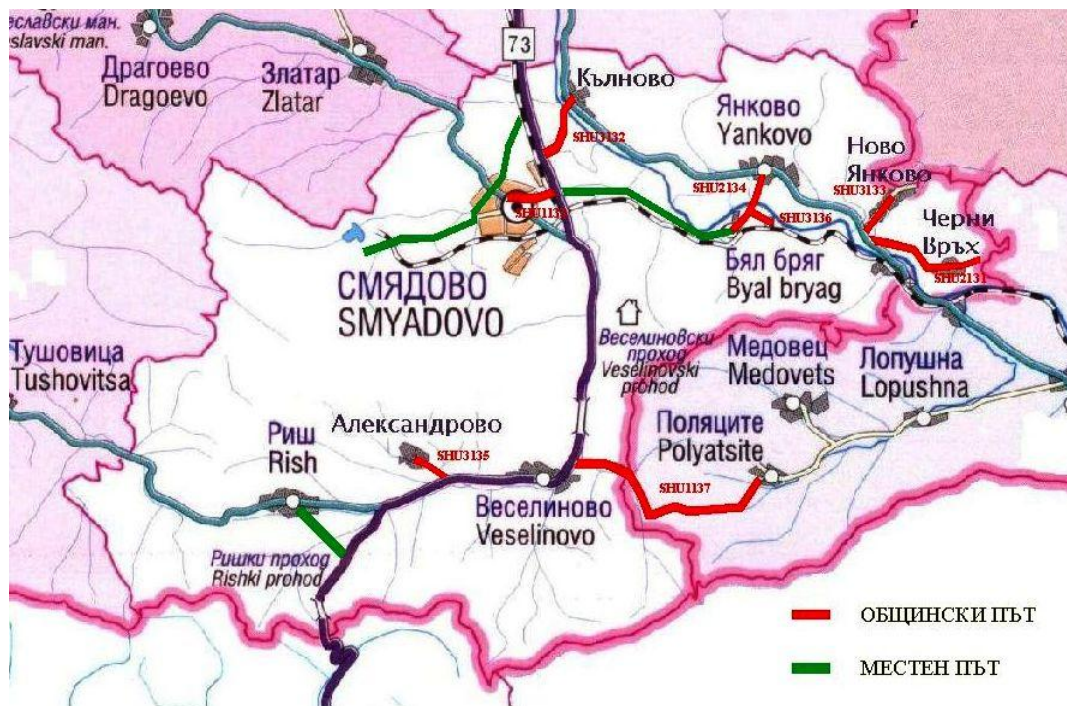 еславски ман.
slavski man.
Драгоево
Dragoevo
Златар
Zlatar
73
Кълново
SHU3132
Янково
Yankovo
Ново
Янково
SHU3133
SHU2134
SHU3136
Черни
Връх
SHU2131
СМЯДОВО
SMYADOVO
Бял бряг
Byal bryag
Веселиновски
проход
Veselinovski
prohod
Медовец
Medovets
Лопушна
Lopushna
Тушовица
Tushovitsa
Александрово
SHU3135
Риш
Rish
Поляците
Polyatsite
SHU1137
Веселиново
Veselinovo
Ришки проход
Rishki prohod
ОБЩИНСКИ ПЪТ
МЕСТЕН ПЪТ